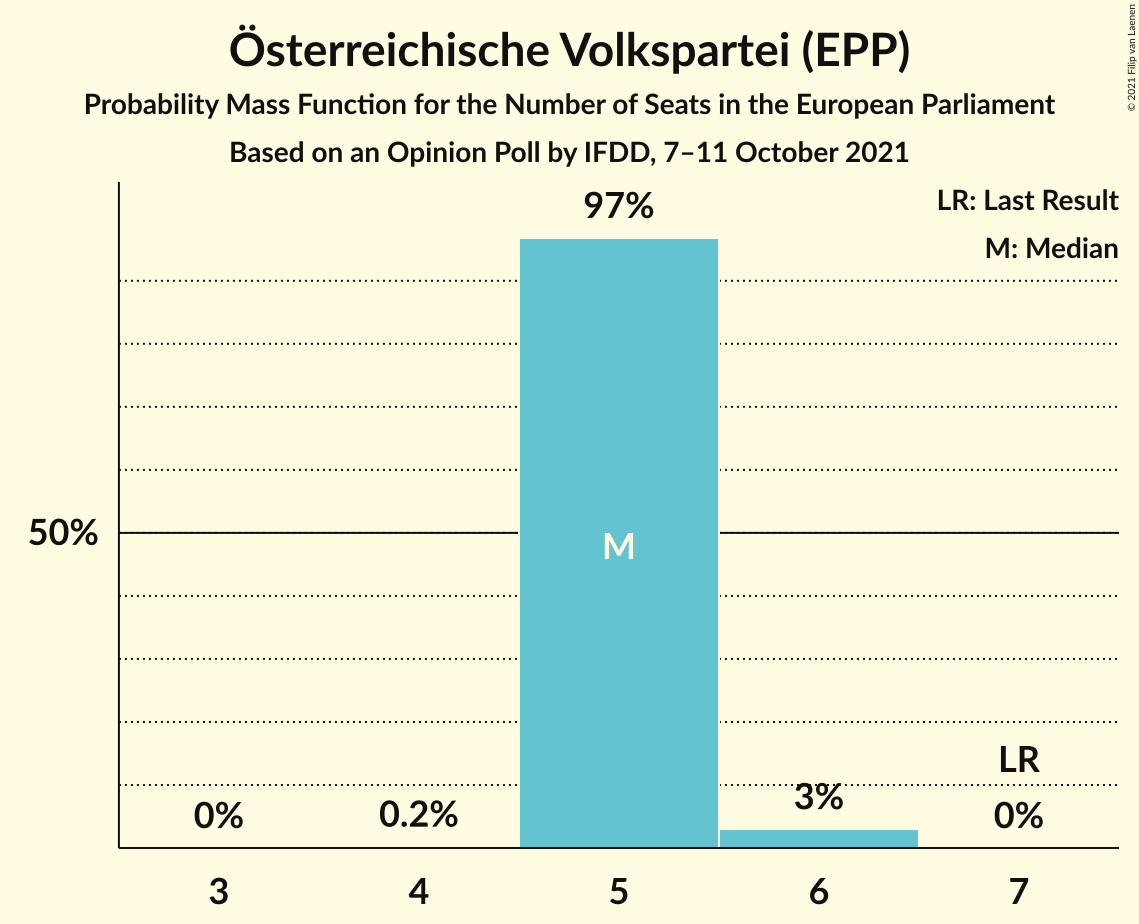 Österreichische Volkspartei (EPP)
Probability Mass Function for the Number of Seats in the European Parliament
Based on an Opinion Poll by IFDD, 7–11 October 2021
© 2021 Filip van Laenen
LR: Last Result
M: Median
97%
50%
M
LR
0%
0.2%
3%
0%
3
4
5
6
7